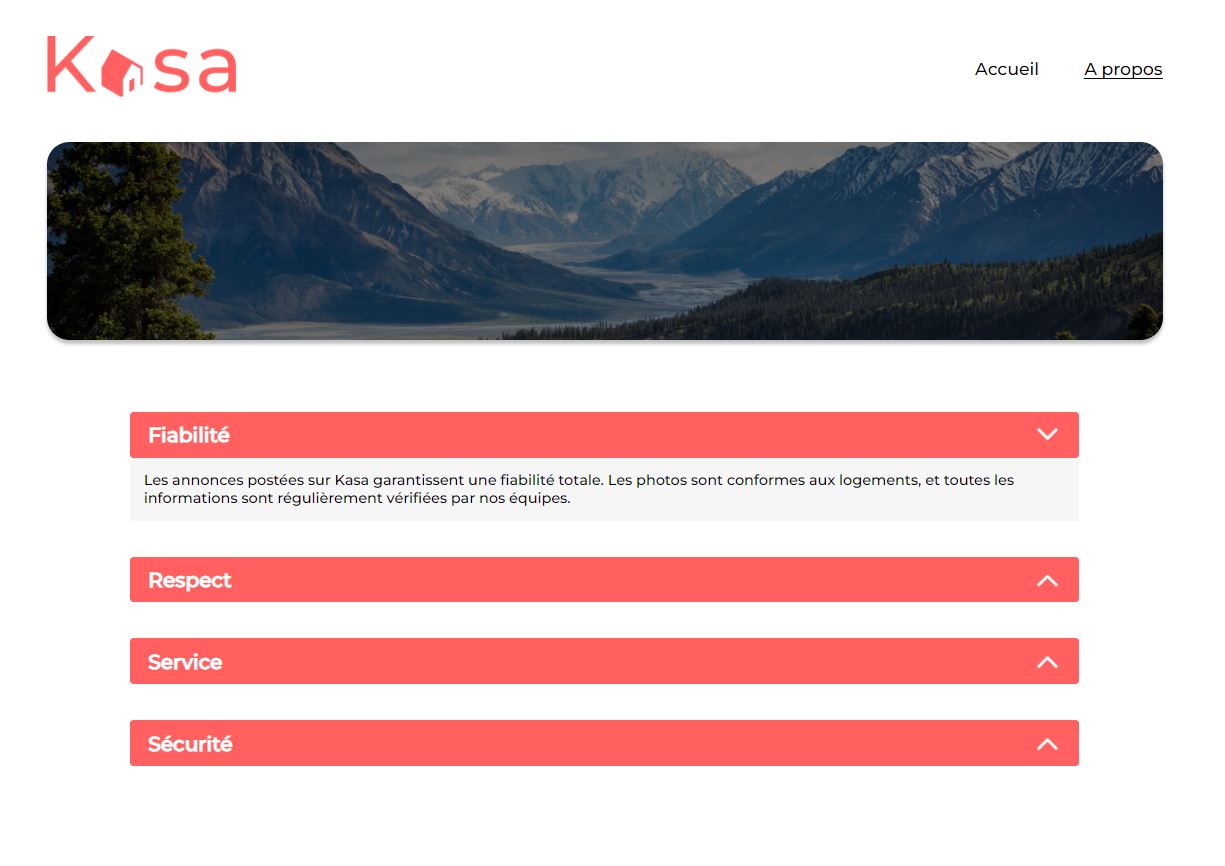 Kasa
Accueil
A propos
Fiabilité
Les annonces postées sur Kasa garantissent une fiabilité totale. Les photos sont conformes aux logements, et toutes les
informations sont régulièrement vérifiées par nos équipes.
Respect
Service
Sécurité